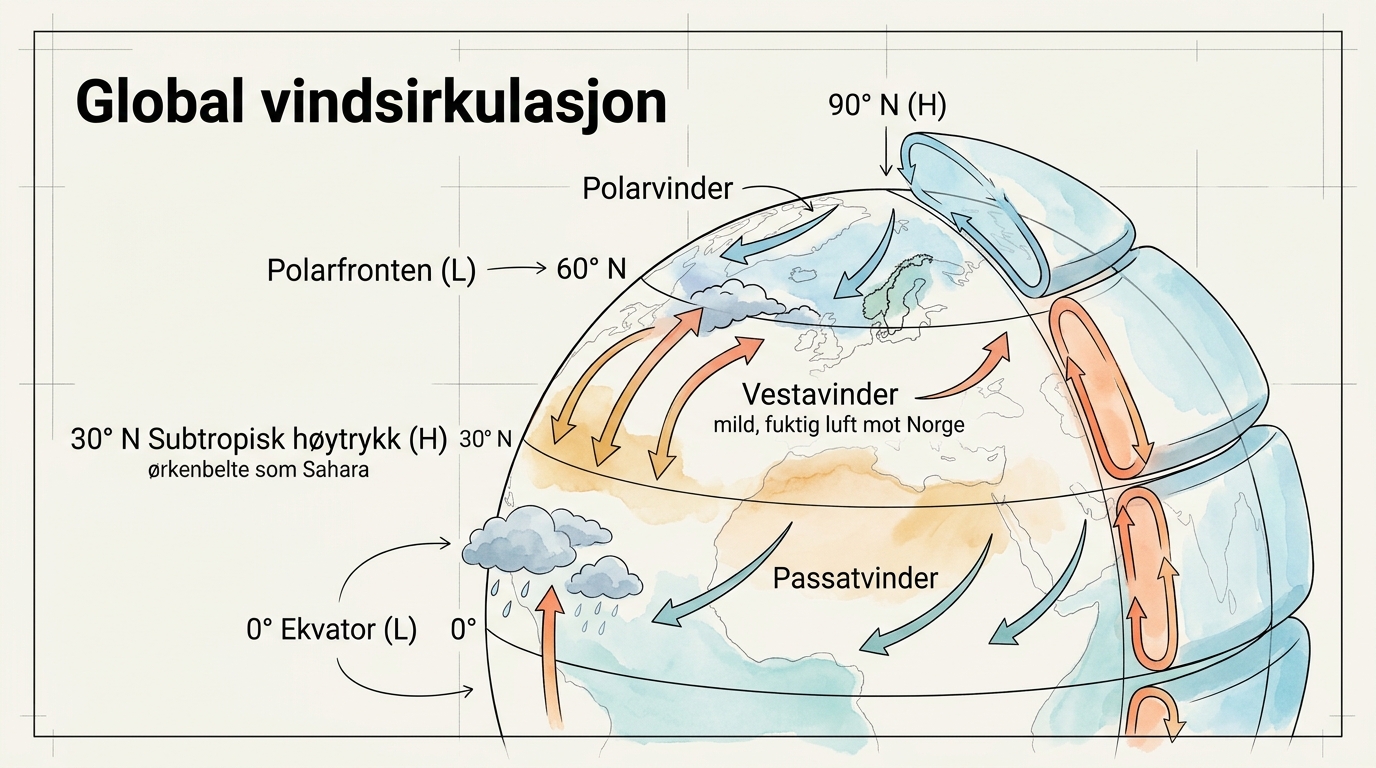 Global vindsirkulasjon
90° N (H)
Polarvinder
Polarfronten (L)
60° N
Vestavinder
mild, fuktig luft mot Norge
30° N Subtropisk høytrykk (H)
30° N
ørkenbelte som Sahara
Passatvinder
0° Ekvator (L)
0°